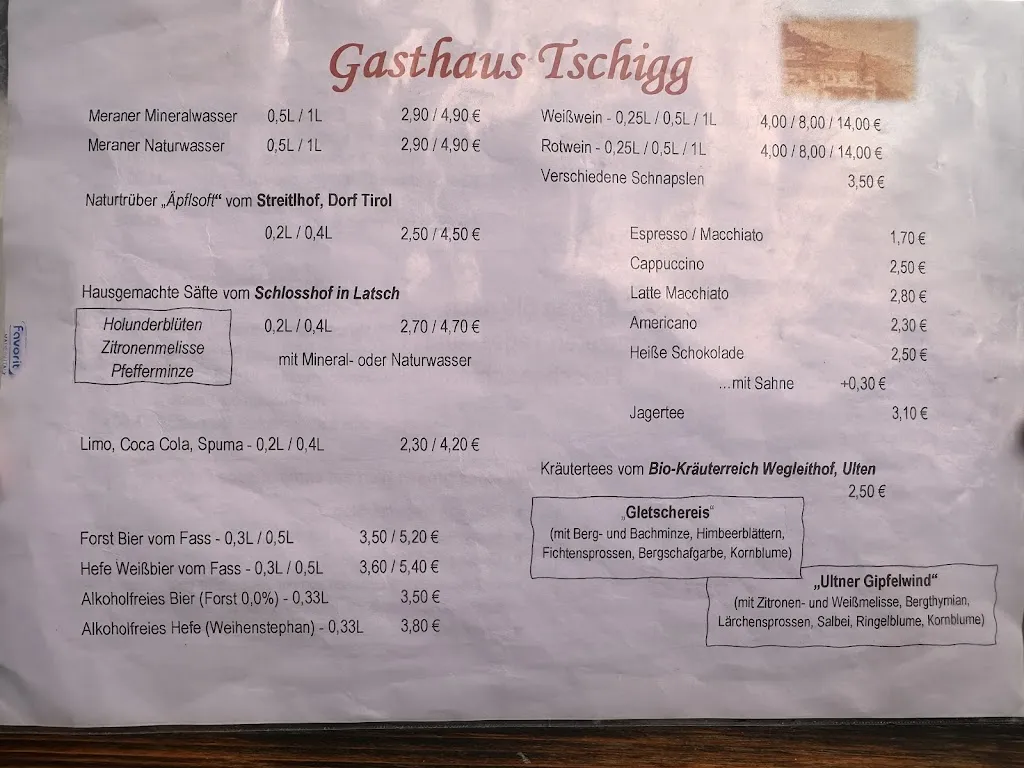 Gasthaus Tschigg
Meraner Mineralwasser 0,5L / 1L 2,90 / 4,90 €
Meraner Naturwasser 0,5L / 1L 2,90 / 4,90 €
Naturtrüber „Äpflsoft“ vom Streitlhof, Dorf Tirol
0,2L / 0,4L 2,50 / 4,50 €
Hausgemachte Säfte vom Schlosshof in Latsch
Holunderblüten
Zitronenmelisse
Pfefferminze
0,2L / 0,4L 2,70 / 4,70 €
mit Mineral- oder Naturwasser
Limo, Coca Cola, Spuma - 0,2L / 0,4L 2,30 / 4,20 €
Forst Bier vom Fass - 0,3L / 0,5L 3,50 / 5,20 €
Hefe Weißbier vom Fass - 0,3L / 0,5L 3,60 / 5,40 €
Alkoholfreies Bier (Forst 0,0%) - 0,33L 3,50 €
Alkoholfreies Hefe (Weihenstephan) - 0,33L 3,80 €
Weißwein - 0,25L / 0,5L / 1L 4,00 / 8,00 / 14,00 €
Rotwein - 0,25L / 0,5L / 1L 4,00 / 8,00 / 14,00 €
Verschiedene Schnapslen 3,50 €
Espresso / Macchiato 1,70 €
Cappuccino 2,50 €
Latte Macchiato 2,80 €
Americano 2,30 €
Heiße Schokolade 2,50 €
...mit Sahne +0,30 €
Jagertee 3,10 €
Kräutertees vom Bio-Kräuterreich Wegleithof, Ulten
2,50 €
„Gletschereis“
(mit Berg- und Bachminze, Himbeerblättern,
Fichtensprossen, Bergschafgarbe, Kornblume)
„Ultner Gipfelwind“
(mit Zitronen- und Weißmelisse, Bergthymian,
Lärchensprossen, Salbei, Ringelblume, Kornblume)
Favorit